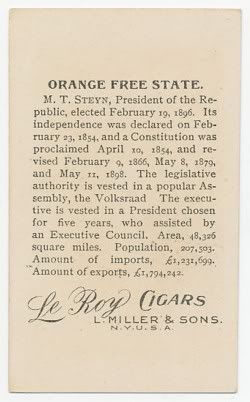 ORANGE FREE STATE.
M. T. STEYN, President of the Re-
public, elected February 19, 1896. Its
independence was declared on Feb-
ruary 23, 1854, and a Constitution was
proclaimed April 10, 1854, and re-
vised February 9, 1866, May 8, 1879,
and May 11, 1898. The legislative
authority is vested in a popular As-
sembly, the Volksraad The execu-
tive is vested in a President chosen
for five years, who assisted by
an Executive Council. Area, 48,326
square miles. Population, 207,503.
Amount of imports, £1,231,699.
Amount of exports, £1,794,242.
Le Roy CIGARS
L. MILLER & SONS.
N.Y.U.S.A.